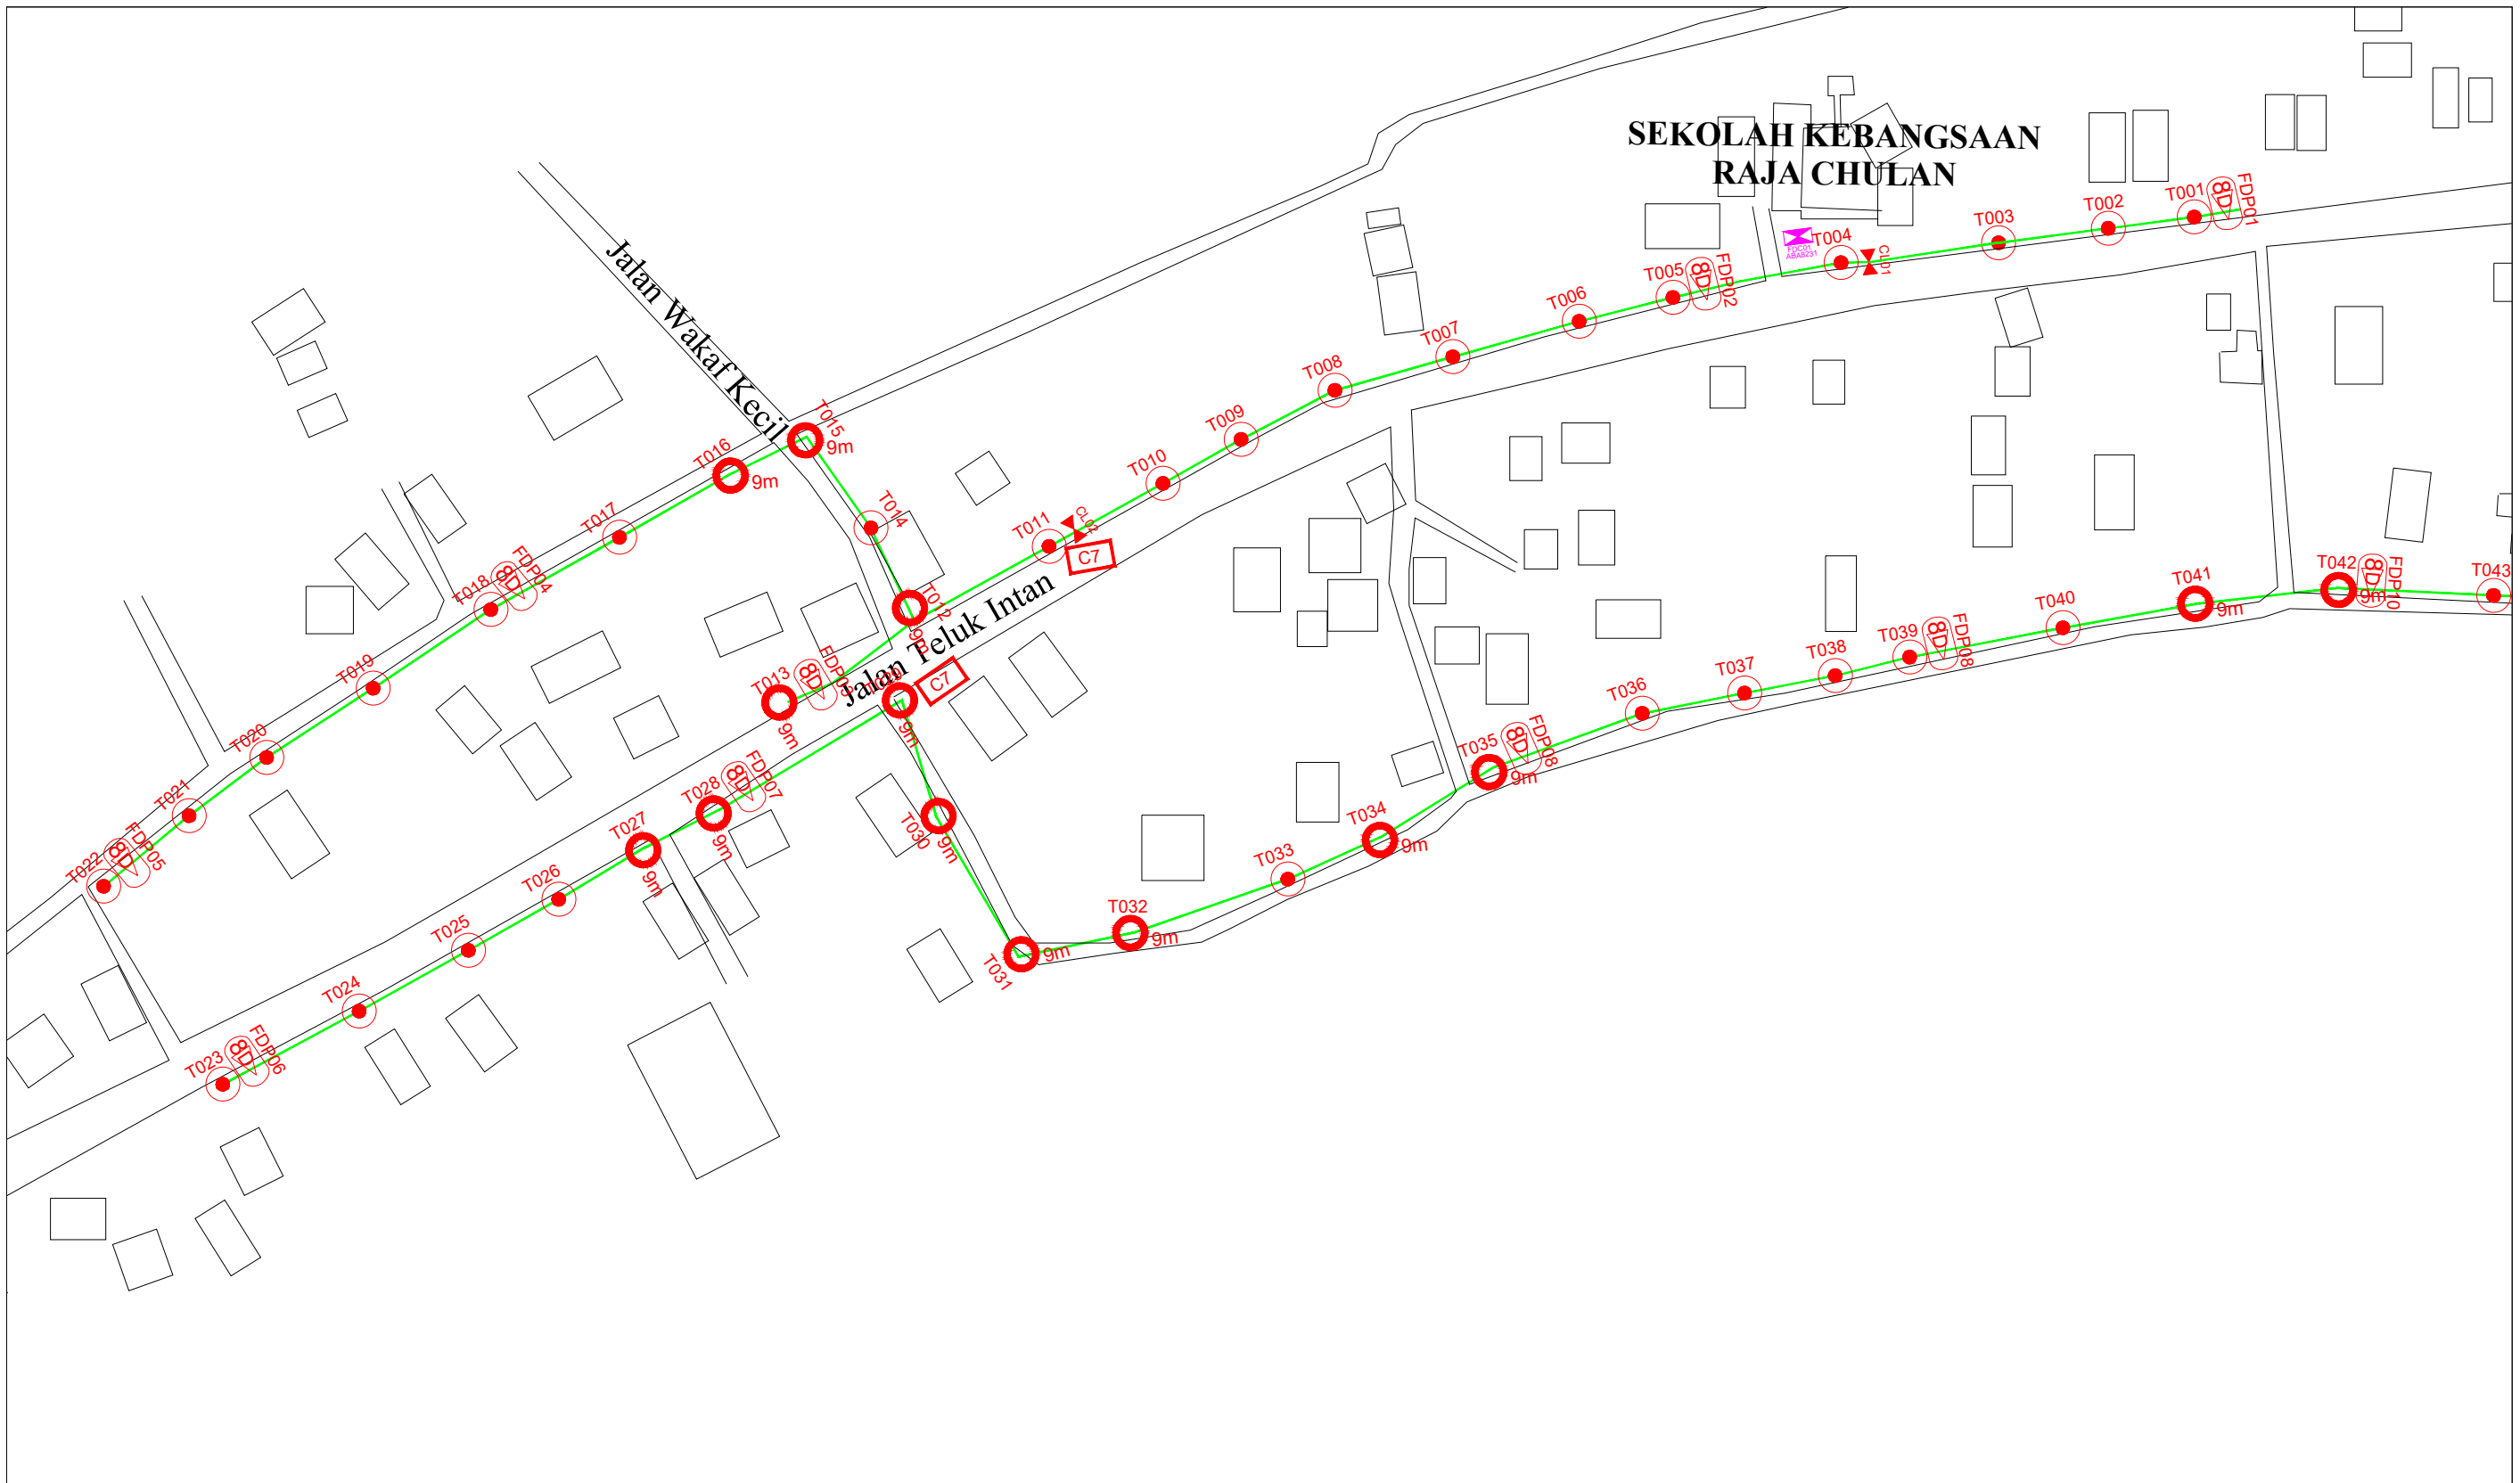 SEKOLAH KEBANGSAAN
RAJA CHULAN
Jalan Wakaf Kecil
Jalan Teluk Intan
T001
8D
FDP01
T002
T003
T004
CL01
FDC01
ABA8231
T005
8D
FDP02
T006
T007
T008
T009
T010
T011
CL02
C7
T012
9m
T013
9m
8D
T014
T015
9m
T016
9m
T017
T018
8D
FDP04
T019
T020
T021
T022
8D
FDP05
T023
8D
FDP06
T024
T025
T026
T027
9m
T028
9m
8D
FDP07
9m
C7
T030
9m
T031
9m
T032
9m
T033
T034
9m
T035
9m
8D
FDP08
T036
T037
T038
T039
8D
FDP08
T040
T041
9m
T042
9m
8D
FDP10
T043